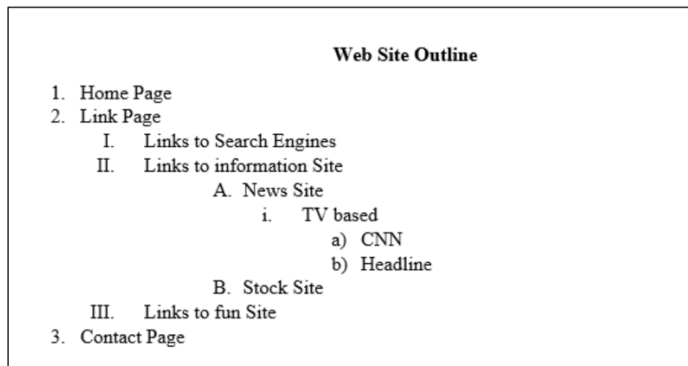 Web Site Outline
1. Home Page
2. Link Page
I. Links to Search Engines
II. Links to information Site
A. News Site
i. TV based
a) CNN
b) Headline
B. Stock Site
III. Links to fun Site
3. Contact Page